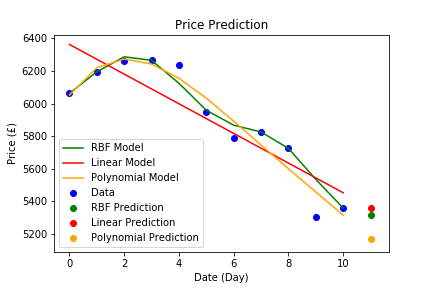 Price Prediction
6400
6200
6000
5800
5600
5400
5200
Price (£)
RBF Model
Linear Model
Polynomial Model
Data
RBF Prediction
Linear Prediction
Polynomial Prediction
0 2 4 6 8 10
Date (Day)